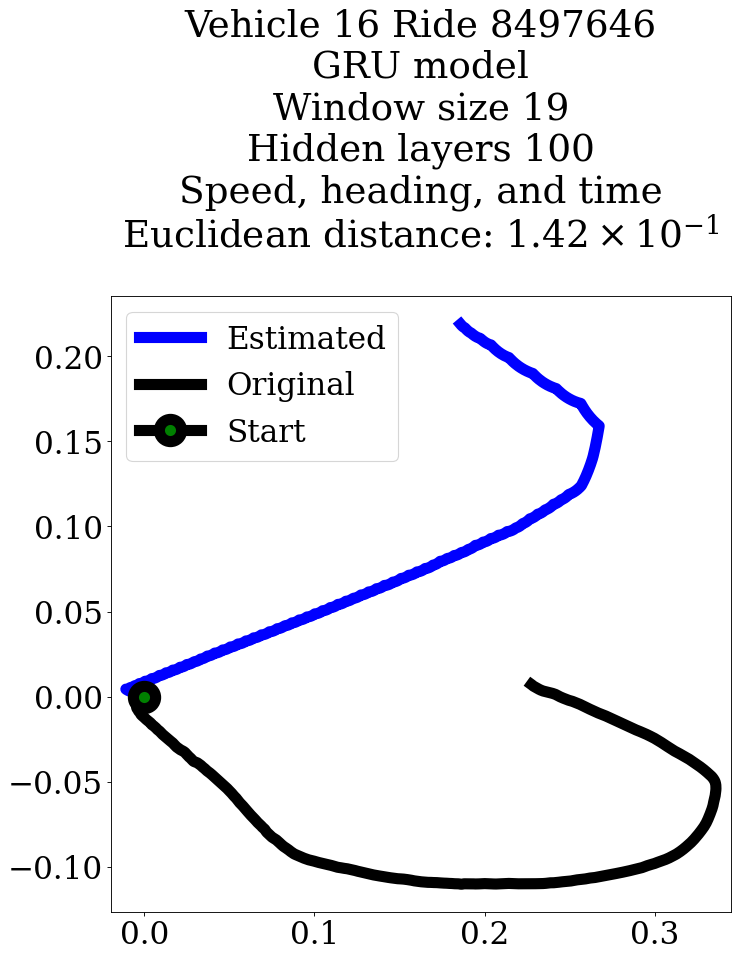 Vehicle 16 Ride 8497646
GRU model
Window size 19
Hidden layers 100
Speed, heading, and time
Euclidean distance: 1.42 × 10⁻¹
Estimated
Original
Start
0.20
0.15
0.10
0.05
0.00
−0.05
−0.10
0.0 0.1 0.2 0.3